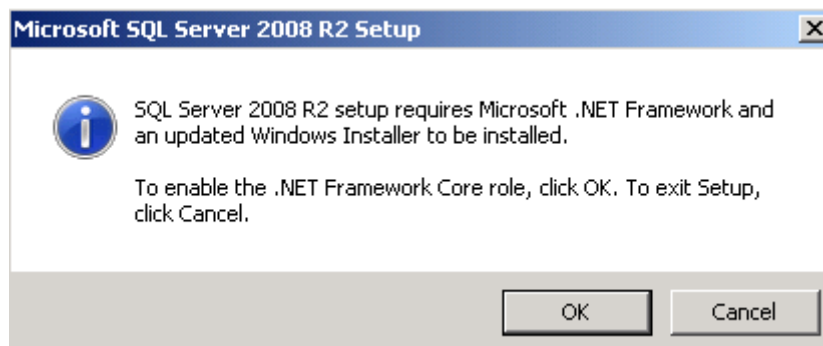 Microsoft SQL Server 2008 R2 Setup
SQL Server 2008 R2 setup requires Microsoft .NET Framework and
an updated Windows Installer to be installed.
To enable the .NET Framework Core role, click OK. To exit Setup,
click Cancel.
OK
Cancel